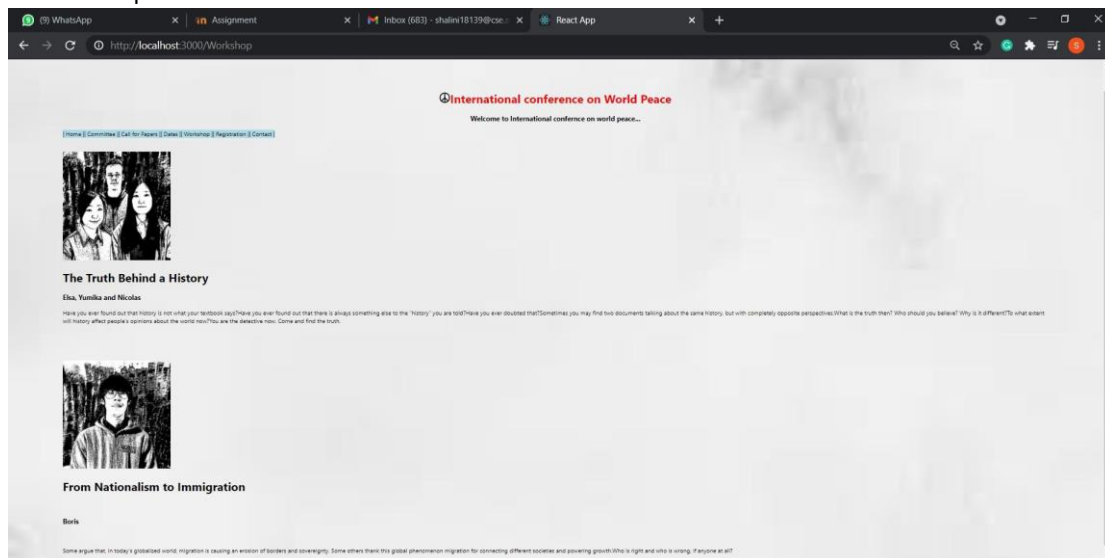 (9) WhatsApp
Assignment
Inbox (683) - shalini18139@cse.s
React App
http://localhost:3000/Workshop
International conference on World Peace
Welcome to International confernce on world peace...
| Home || Committee || Call for Papers || Dates || Workshop || Registration || Contact |
The Truth Behind a History
Elsa, Yumika and Nicolas
Have you ever found out that history is not what your textbook says?Have you ever found out that there is always something else to the "history" you are told?Have you ever doubted that?Sometimes you may find two documents talking about the same history, but with completely opposite perspectives.What is the truth then? Who should you believe? Why is it different?To what extent
will history effect people's opinions about the world now?You are the detective now. Come and find the truth.
From Nationalism to Immigration
Boris
Some argue that, in today's globalized world, migration is causing an erosion of borders and sovereignty. Some others thank this global phenomenon migration for connecting different societies and powering growth.Who is right and who is wrong, if anyone at all?